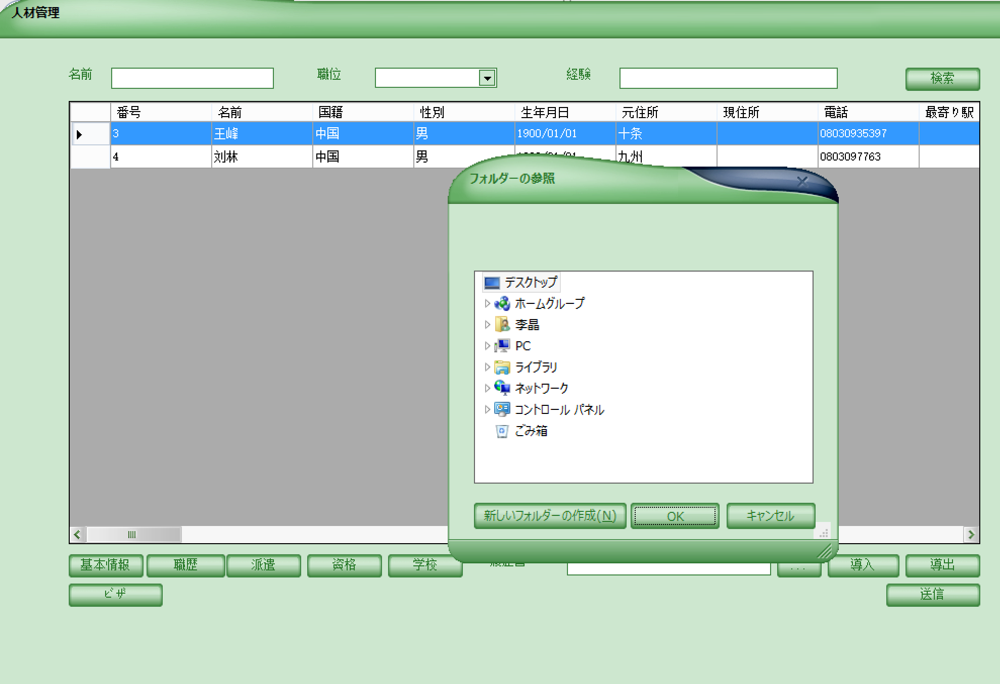 人材管理
名前
職位
経験
検索
番号 名前 国籍 性別 生年月日 元住所 現住所 電話 最寄り駅
3 王峰 中国 男 1900/01/01 十条 08030935397
4 刘林 中国 男 九州 0803097763
フォルダーの参照
デスクトップ
ホームグループ
李晶
PC
ライブラリ
ネットワーク
コントロール パネル
ごみ箱
新しいフォルダーの作成(N)
OK
キャンセル
基本情報 職歴 派遣 資格 学校 ... 導入 導出
ビザ 送信